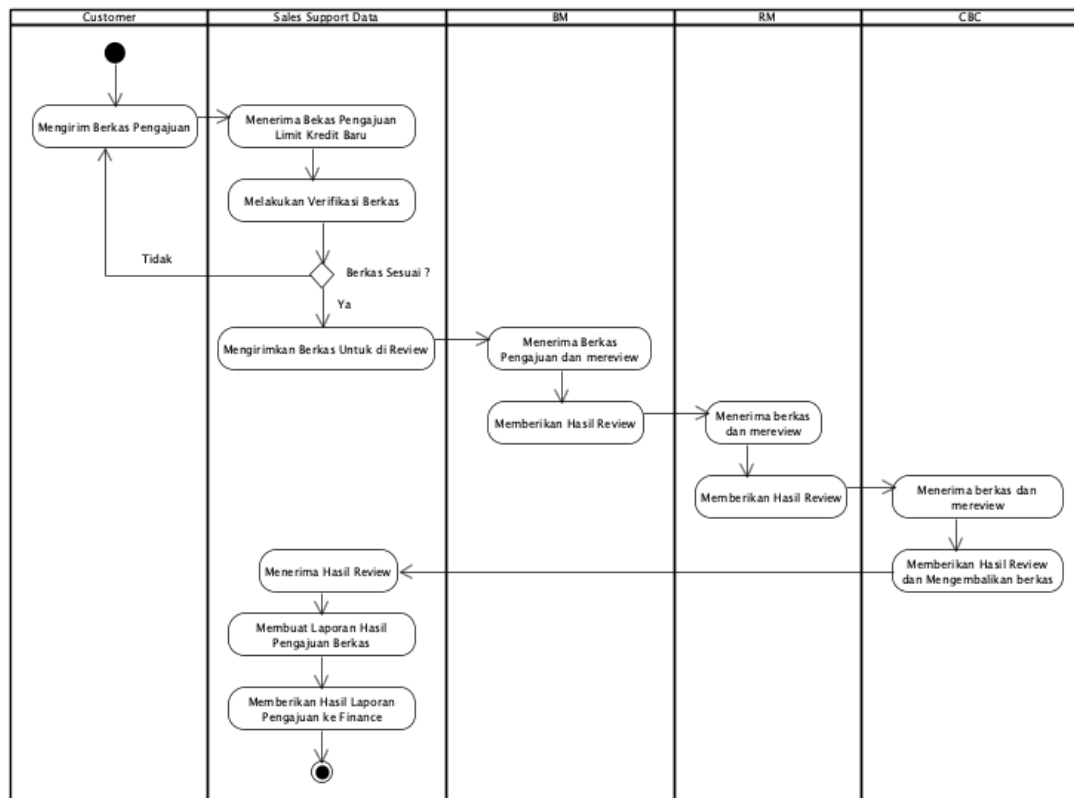 Customer
Sales Support Data
BM
RM
CBC
Mengirim Berkas Pengajuan
Menerima Bekas Pengajuan
Limit Kredit Baru
Melakukan Verifikasi Berkas
Tidak
Berkas Sesuai ?
Ya
Mengirimkan Berkas Untuk di Review
Menerima Berkas
Pengajuan dan mereview
Memberikan Hasil Review
Menerima berkas
dan mereview
Memberikan Hasil Review
Menerima berkas dan
mereview
Memberikan Hasil Review
dan Mengembalikan berkas
Menerima Hasil Review
Membuat Laporan Hasil
Pengajuan Berkas
Memberikan Hasil Laporan
Pengajuan ke Finance